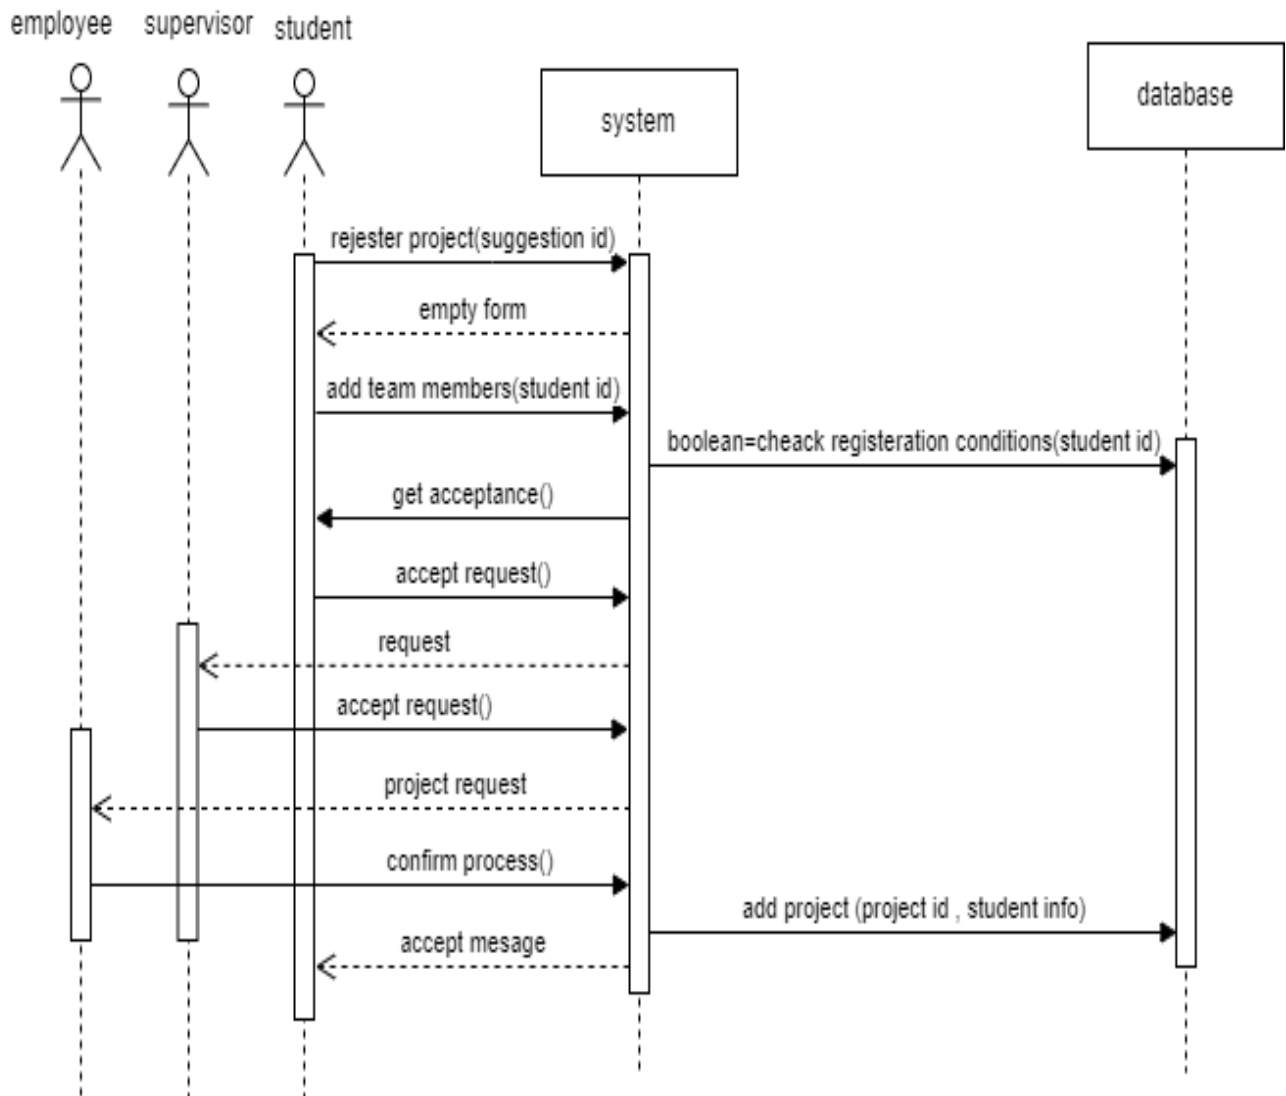 employee
supervisor
student
system
database
rejester project(suggestion id)
empty form
add team members(student id)
boolean=cheack registeration conditions(student id)
get acceptance()
accept request()
request
accept request()
project request
confirm process()
add project (project id , student info)
accept mesage